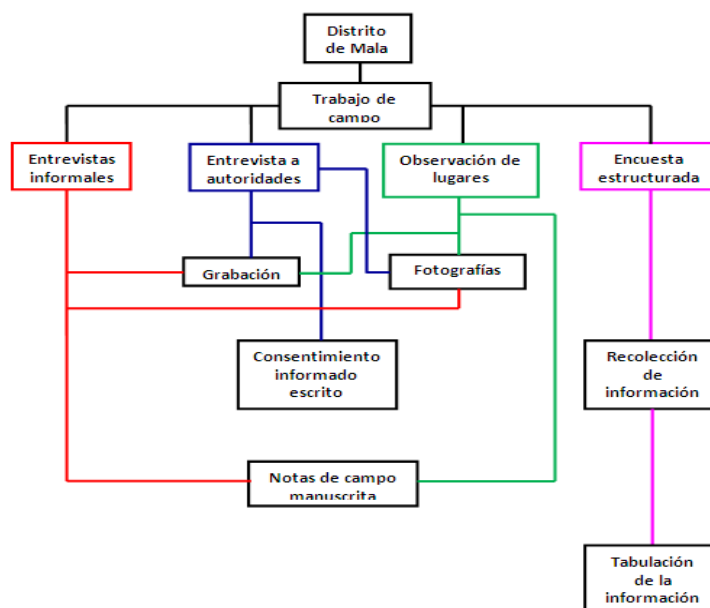 Distrito
de Mala
Trabajo de
campo
Entrevistas
informales
Entrevista a
autoridades
Observación de
lugares
Encuesta
estructurada
Grabación
Fotografías
Consentimiento
informado
escrito
Recolección
de
información
Notas de campo
manuscrita
Tabulación
de la
información